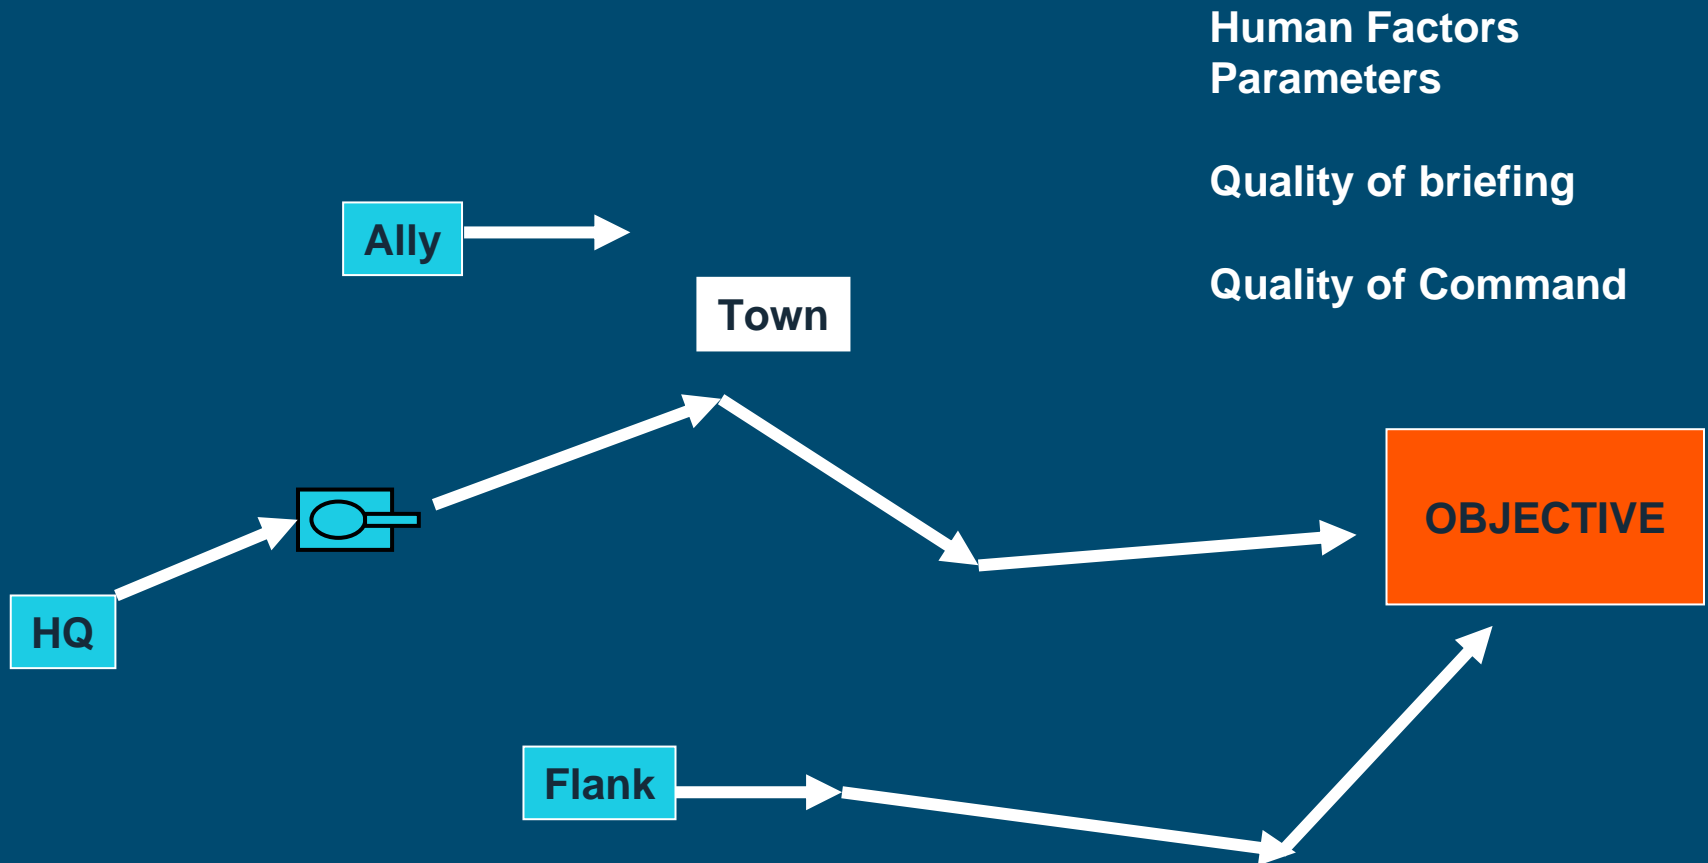 Human Factors
Parameters
Quality of briefing
Quality of Command
Ally
Town
OBJECTIVE
HQ
Flank